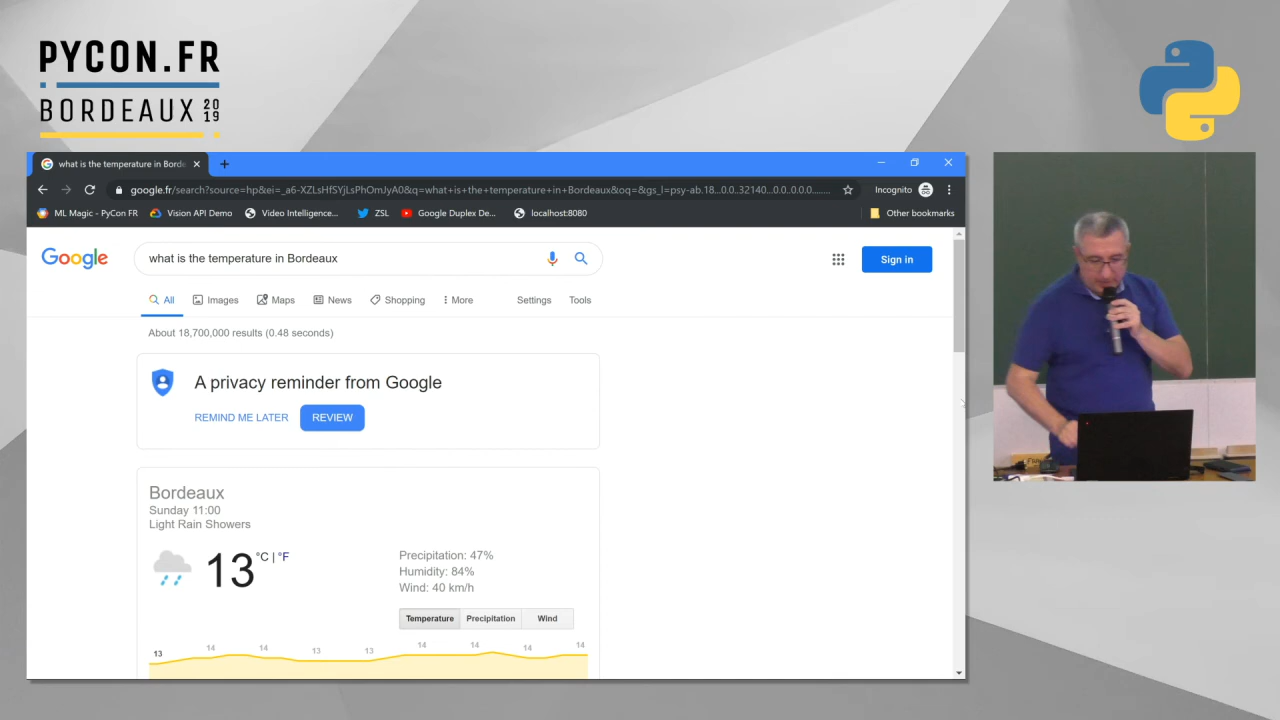 PYCON.FR
BORDEAUX 20 19
what is the temperature in Borde
google.fr/search?source=hp&ei=_a6-XZLsHfSYjLsPhOmJyA0&q=what+is+the+temperature+in+Bordeaux&oq=&gs_l=psy-ab.18...0.0..32140...0.0..0.0.0.......
Incognito
ML Magic - PyCon FR
Vision API Demo
Video Intelligence...
ZSL
Google Duplex De...
localhost:8080
Other bookmarks
Google
what is the temperature in Bordeaux
Sign in
All
Images
Maps
News
Shopping
More
Settings
Tools
About 18,700,000 results (0.48 seconds)
A privacy reminder from Google
REMIND ME LATER
REVIEW
Bordeaux
Sunday 11:00
Light Rain Showers
13 °C | °F
Precipitation: 47%
Humidity: 84%
Wind: 40 km/h
Temperature
Precipitation
Wind
13 14 14 13 13 14 14 14 14